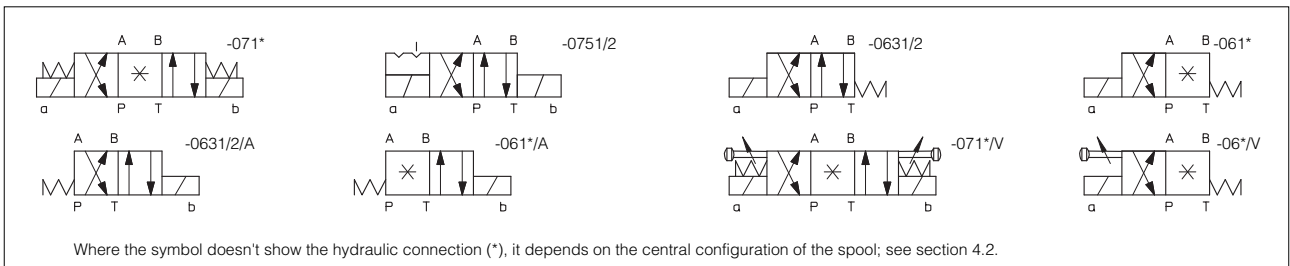 A B -071*
a P T b
A B -0751/2
a P T b
A B -0631/2
a P T
A B -061*
a P T
A B -0631/2/A
P T b
A B -061*/A
P T b
A B -071*/V
a P T b
A B -06*/V
a P T
Where the symbol doesn't show the hydraulic connection (*), it depends on the central configuration of the spool; see section 4.2.